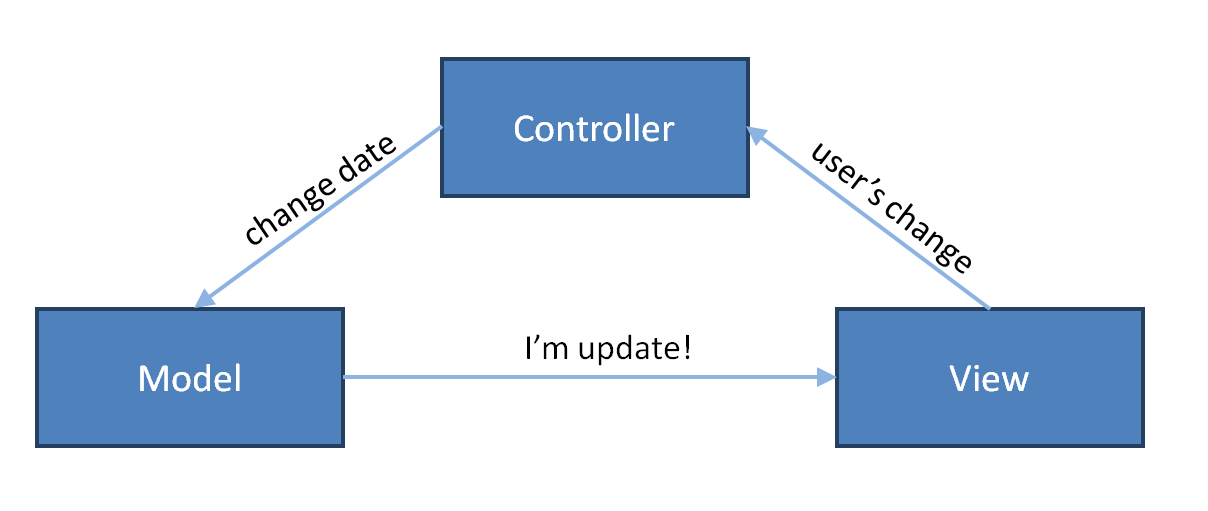 Controller
change date
user’s change
I’m update!
Model
View